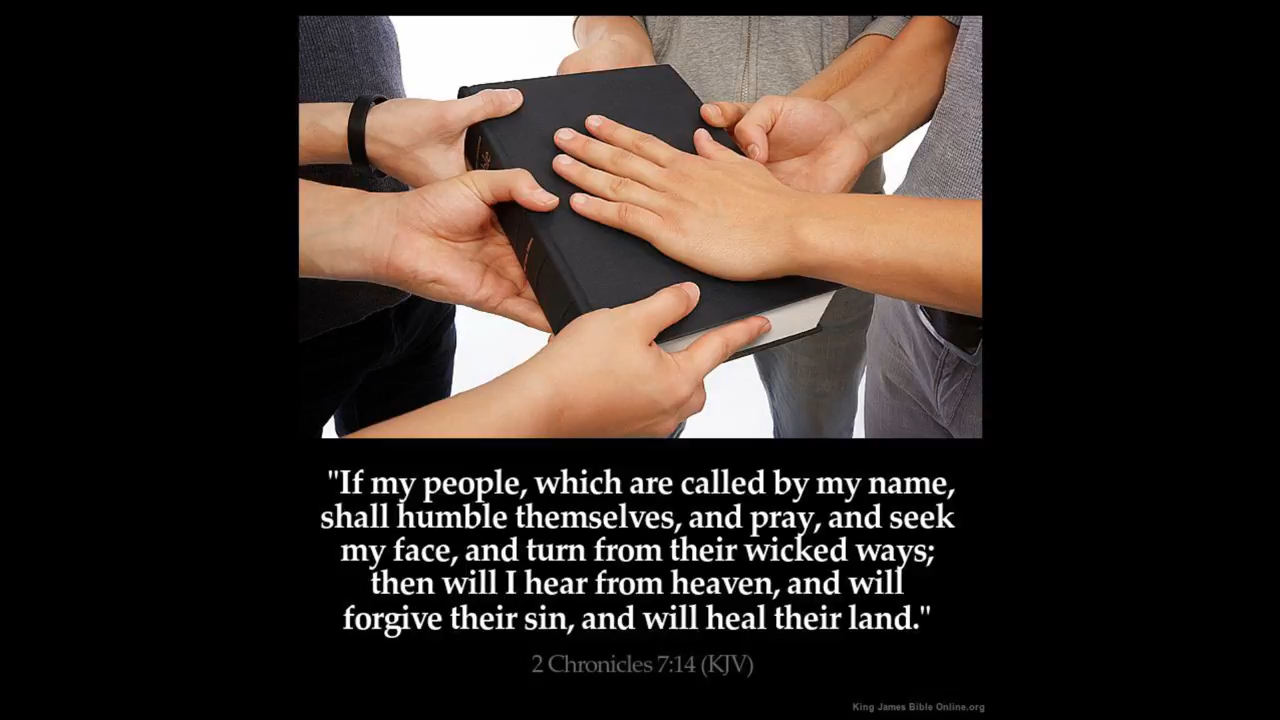 "If my people, which are called by my name,
shall humble themselves, and pray, and seek
my face, and turn from their wicked ways;
then will I hear from heaven, and will
forgive their sin, and will heal their land."
2 Chronicles 7:14 (KJV)
King James Bible Online.org